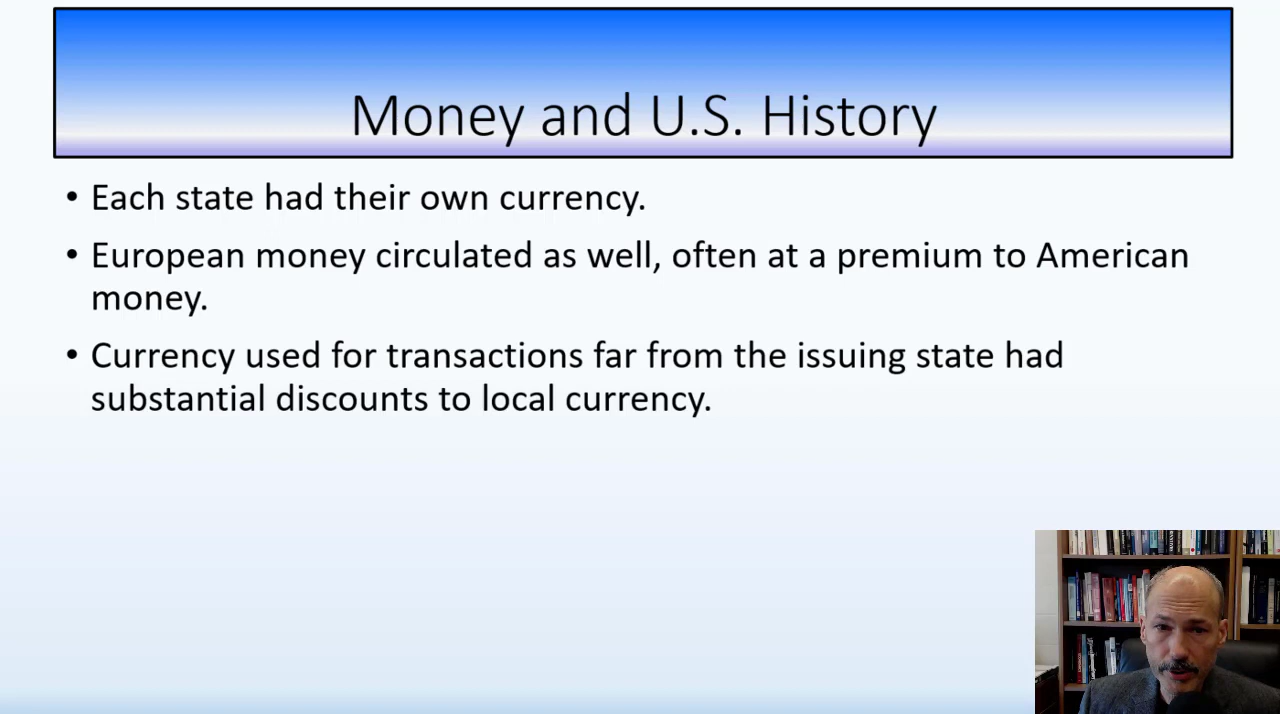 Money and U.S. History
• Each state had their own currency.
• European money circulated as well, often at a premium to American
money.
• Currency used for transactions far from the issuing state had
substantial discounts to local currency.